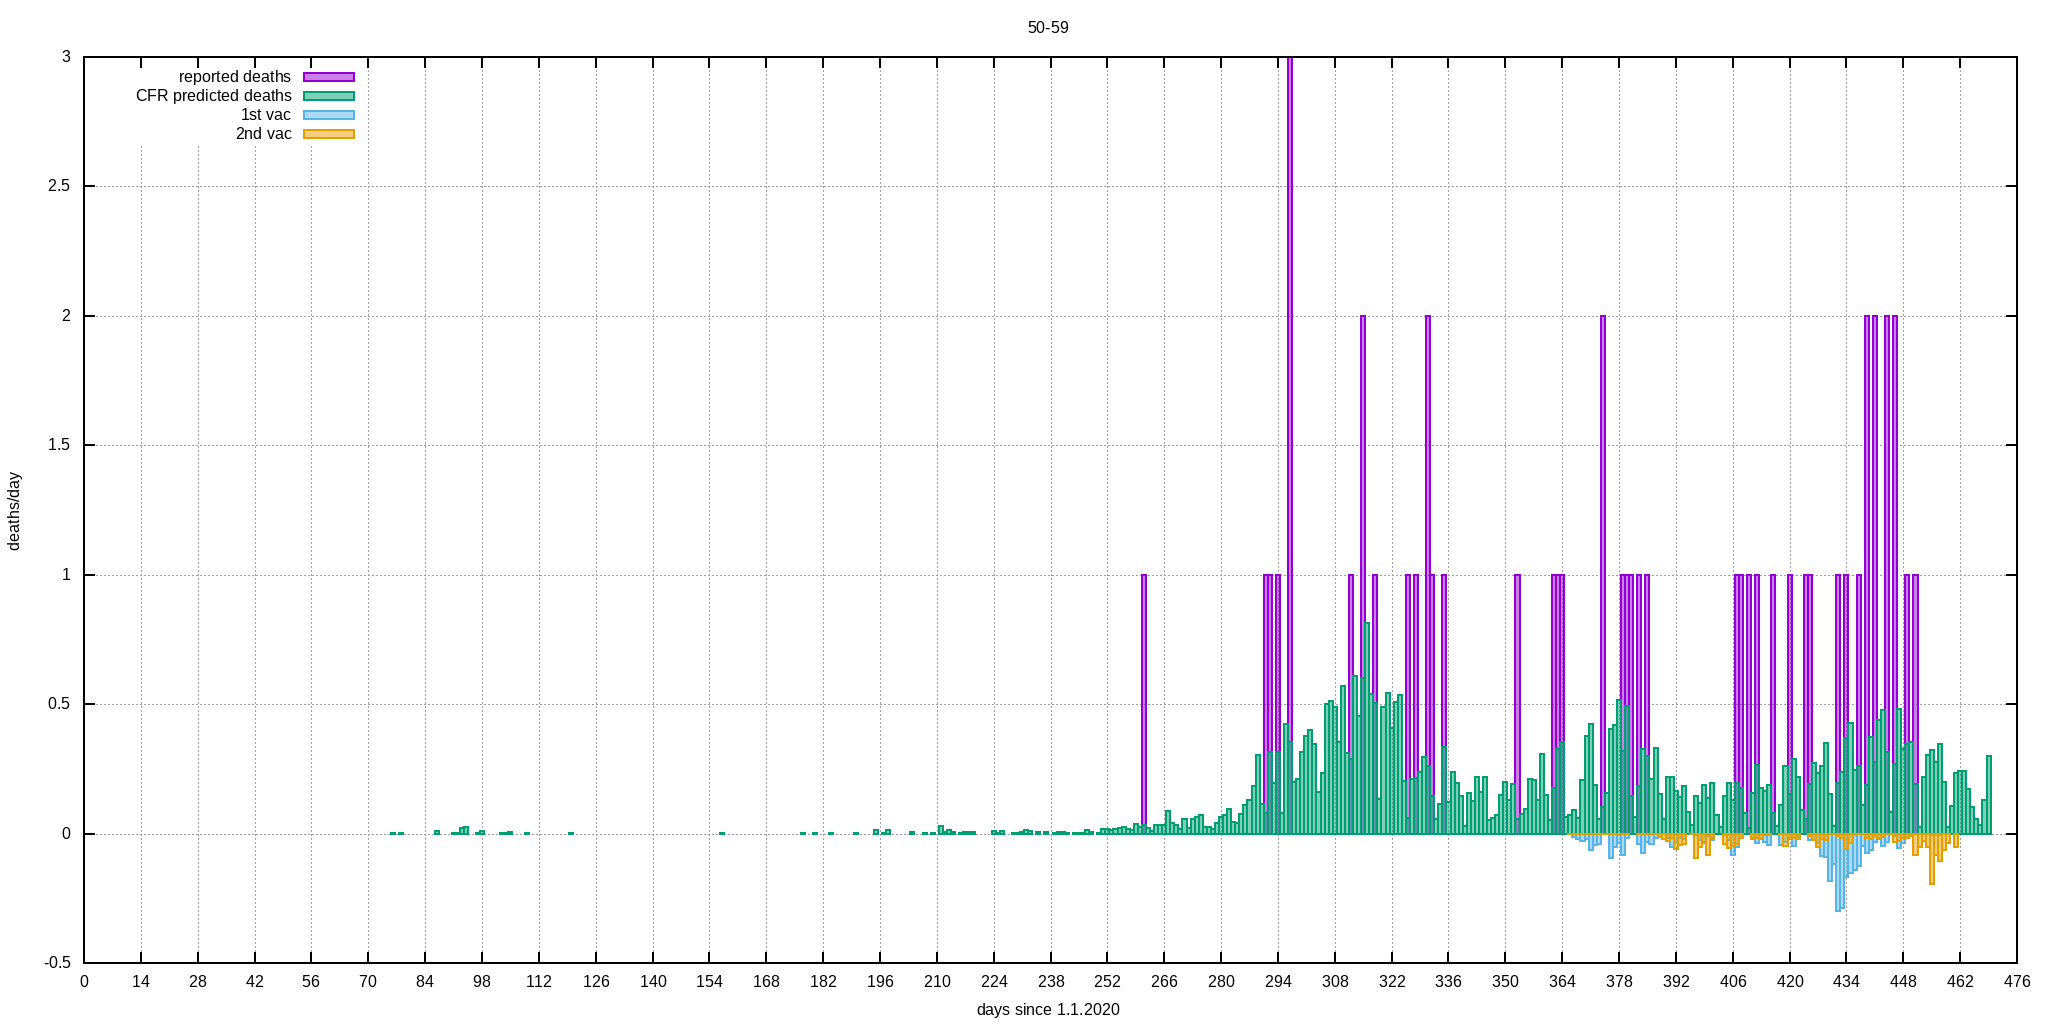 50-59
reported deaths
CFR predicted deaths
1st vac
2nd vac
3
2.5
2
1.5
1
0.5
0
-0.5
deaths/day
0 14 28 42 56 70 84 98 112 126 140 154 168 182 196 210 224 238 252 266 280 294 308 322 336 350 364 378 392 406 420 434 448 462 476
days since 1.1.2020